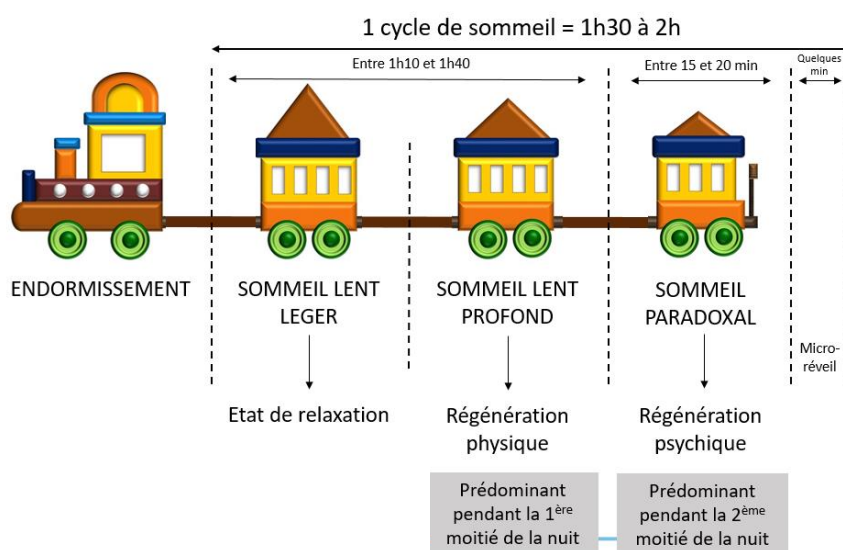 1 cycle de sommeil = 1h30 à 2h
Entre 1h10 et 1h40
Entre 15 et 20 min
Quelques
min
ENDORMISSEMENT
SOMMEIL LENT
LEGER
SOMMEIL LENT
PROFOND
SOMMEIL
PARADOXAL
Micro-
réveil
Etat de relaxation
Régénération
physique
Régénération
psychique
Prédominant
pendant la 1ère
moitié de la nuit
Prédominant
pendant la 2ème
moitié de la nuit